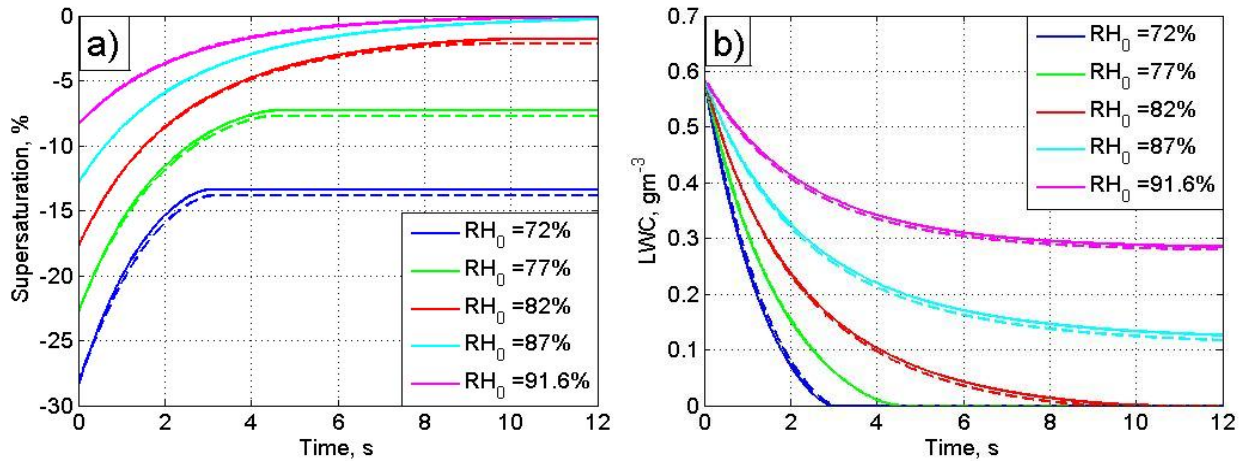 a)
Supersaturation, %
0
-5
-10
-15
-20
-25
-30
0 2 4 6 8 10 12
Time, s
RH0 =72%
RH0 =77%
RH0 =82%
RH0 =87%
RH0 =91.6%
b)
LWC, gm-3
0.7
0.6
0.5
0.4
0.3
0.2
0.1
0
0 2 4 6 8 10 12
Time, s
RH0 =72%
RH0 =77%
RH0 =82%
RH0 =87%
RH0 =91.6%